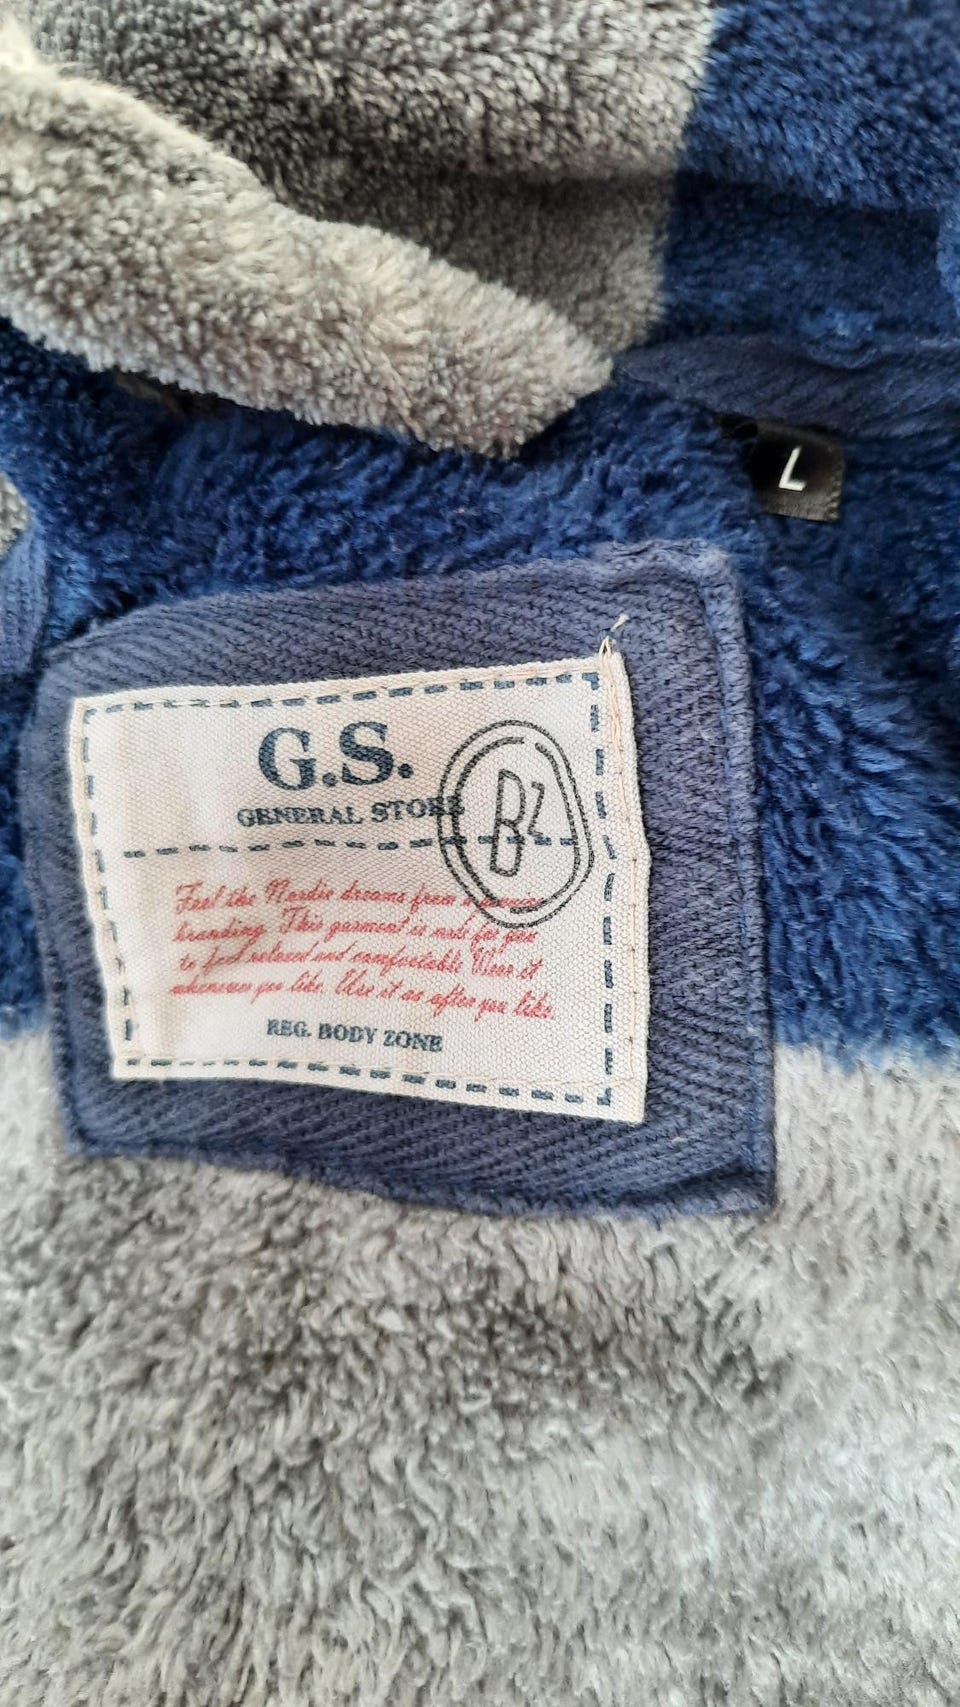 L
G.S.
GENERAL STORE
BZ
Feel the Nordic dreams from a
branding. This garment is made for you
to feel relaxed and comfortable Wear it
whenever you like. Use it as often you like.
REG. BODY ZONE